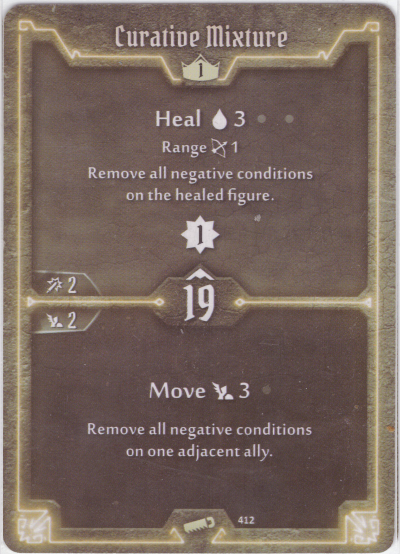 Curative Mixture
1
Heal 3
Range 1
Remove all negative conditions
on the healed figure.
1
2
19
2
Move 3
Remove all negative conditions
on one adjacent ally.
412